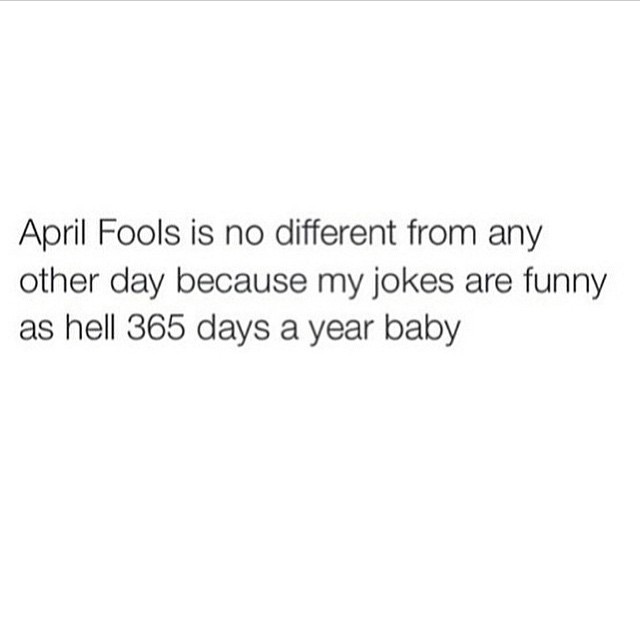 April Fools is no different from any
other day because my jokes are funny
as hell 365 days a year baby